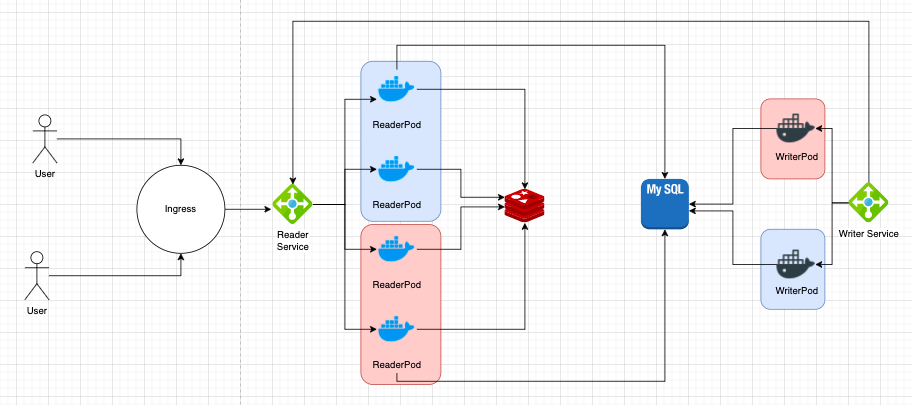 User
User
Ingress
Reader
Service
ReaderPod
ReaderPod
ReaderPod
ReaderPod
My SQL
WriterPod
WriterPod
Writer Service